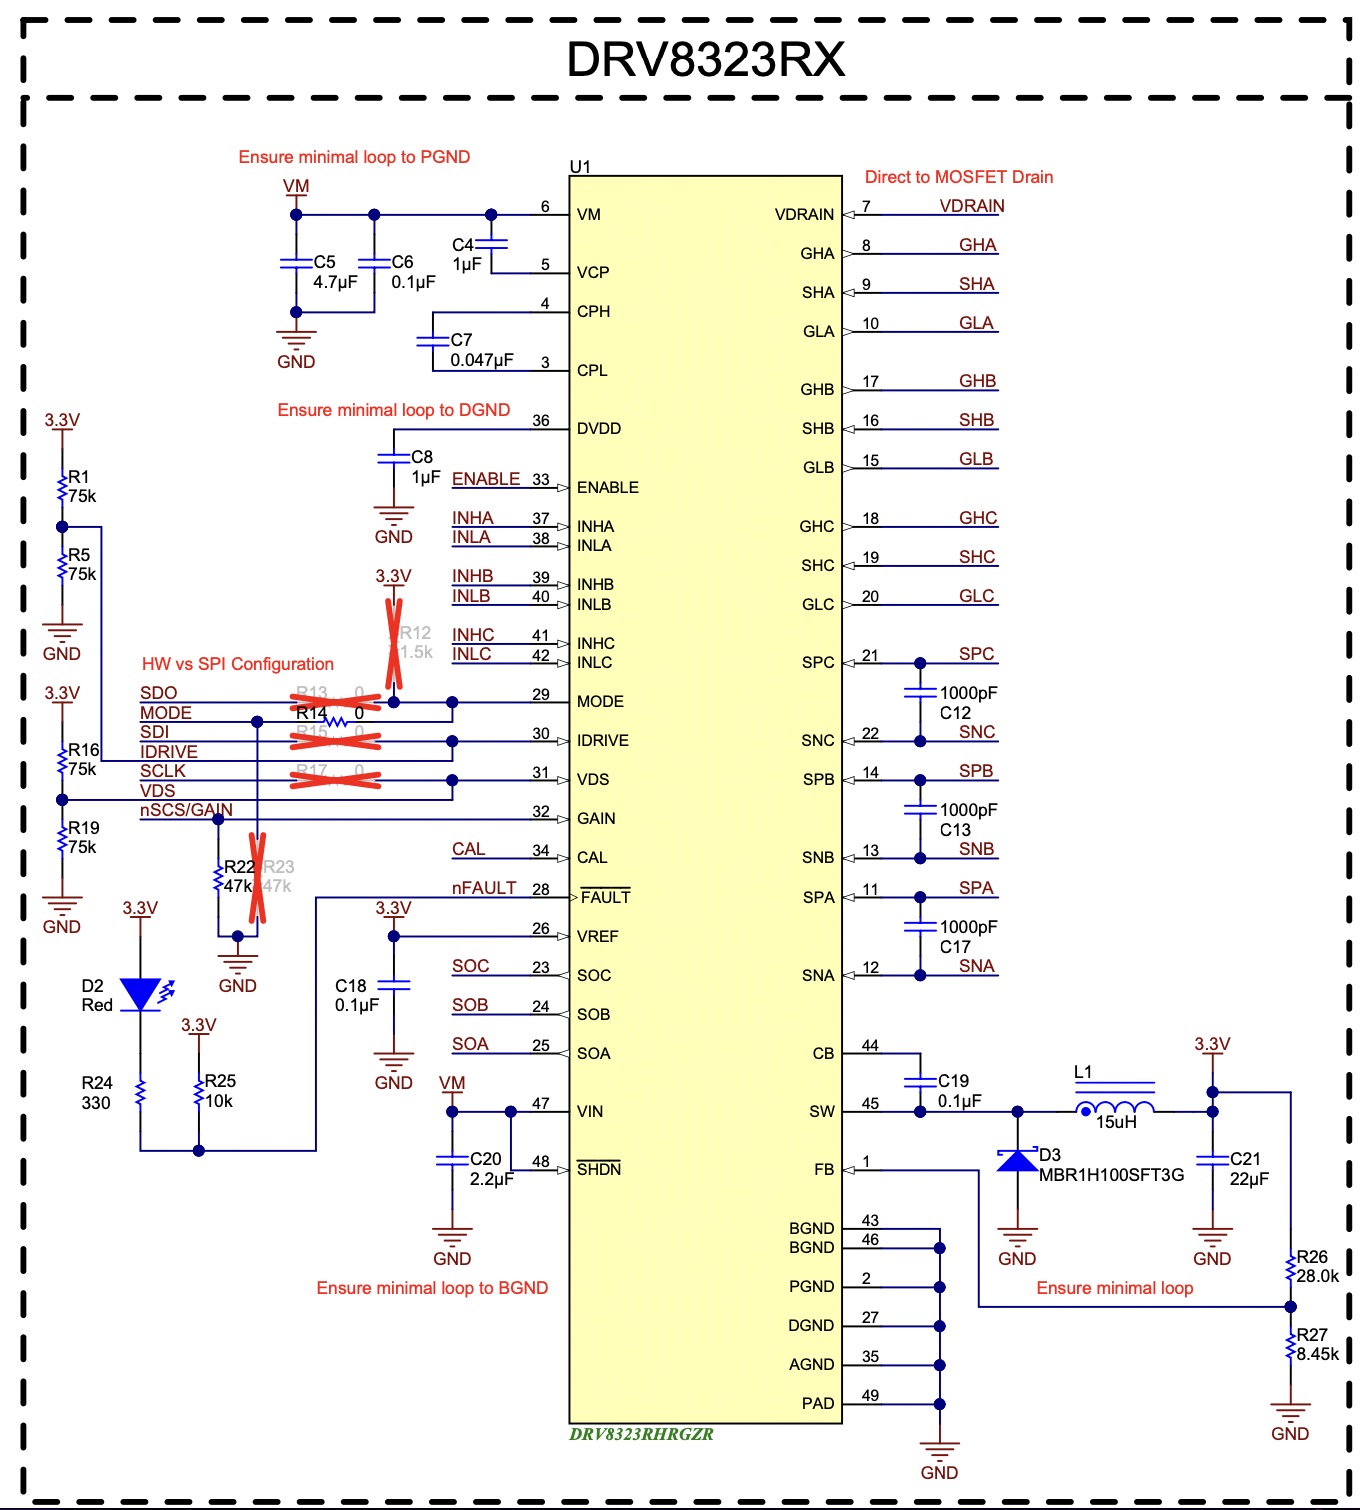 DRV8323RX
Ensure minimal loop to PGND
U1
Direct to MOSFET Drain
VM
6
VM
VDRAIN
7
VDRAIN
C4
1µF
C5
4.7µF
C6
0.1µF
5
VCP
GHA
8
GHA
SHA
9
SHA
4
CPH
GLA
10
GLA
GND
C7
0.047µF
3
CPL
GHB
17
GHB
Ensure minimal loop to DGND
3.3V
36
DVDD
SHB
16
SHB
C8
1µF
GLB
15
GLB
R1
75k
ENABLE
33
ENABLE
INHA
37
INHA
GHC
18
GHC
INLA
38
INLA
GND
R5
75k
SHC
19
SHC
3.3V
INHB
39
INHB
INLB
40
INLB
GLC
20
GLC
GND
R12
1.5k
INHC
41
INHC
INLC
42
INLC
HW vs SPI Configuration
SPC
21
SPC
3.3V
SDO
R13
0
29
MODE
1000pF
C12
MODE
R14
0
SDI
R15
0
30
IDRIVE
SNC
22
SNC
IDRIVE
R16
75k
SCLK
R17
0
31
VDS
SPB
14
SPB
VDS
nSCS/GAIN
32
GAIN
1000pF
C13
R19
75k
CAL
34
CAL
SNB
13
SNB
R22
47k
R23
47k
nFAULT
28
FAULT
SPA
11
SPA
GND
3.3V
3.3V
26
VREF
1000pF
C17
GND
SOC
23
SOC
SNA
12
SNA
D2
Red
C18
0.1µF
SOB
24
SOB
3.3V
SOA
25
SOA
CB
44
3.3V
GND
R24
330
R25
10k
VM
C19
0.1µF
L1
15uH
47
VIN
SW
45
C20
2.2µF
48
SHDN
FB
1
D3
MBR1H100SFT3G
C21
22µF
BGND
43
BGND
46
GND
GND
GND
Ensure minimal loop to BGND
PGND
2
Ensure minimal loop
R26
28.0k
DGND
27
R27
8.45k
AGND
35
PAD
49
DRV8323RHRGZR
GND
GND